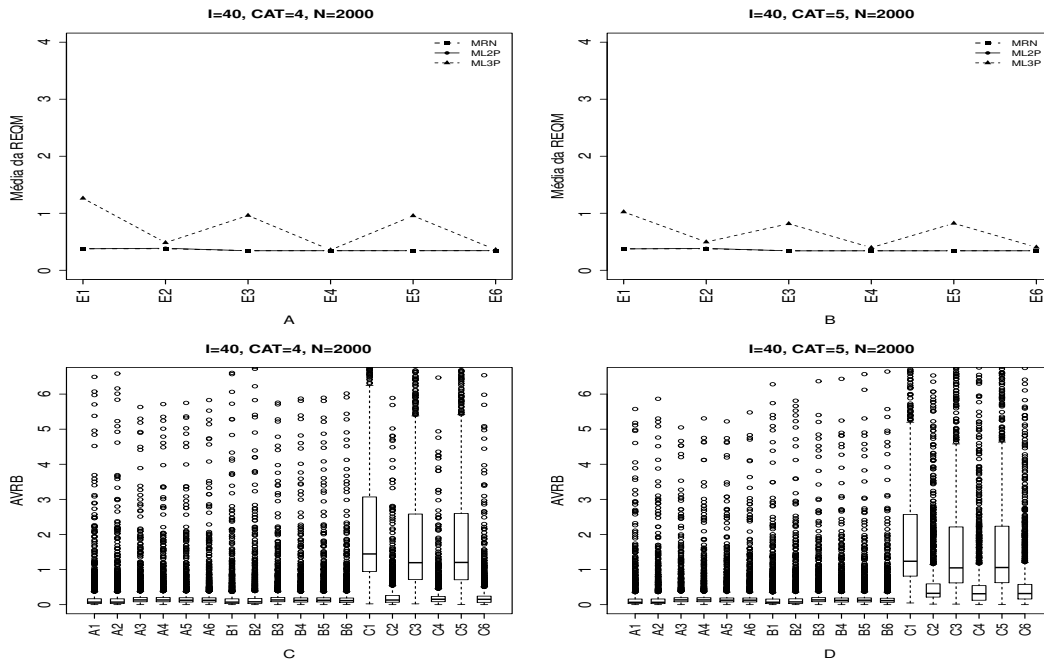 I=40, CAT=4, N=2000
MRN
ML2P
ML3P
Média da REQM
4
3
2
1
0
E1
E2
E3
E4
E5
E6
A
I=40, CAT=5, N=2000
MRN
ML2P
ML3P
Média da REQM
4
3
2
1
0
E1
E2
E3
E4
E5
E6
B
I=40, CAT=4, N=2000
AVRB
6
5
4
3
2
1
0
A1
A2
A3
A4
A5
A6
B1
B2
B3
B4
B5
B6
C1
C2
C3
C4
C5
C6
C
I=40, CAT=5, N=2000
AVRB
6
5
4
3
2
1
0
A1
A2
A3
A4
A5
A6
B1
B2
B3
B4
B5
B6
C1
C2
C3
C4
C5
C6
D